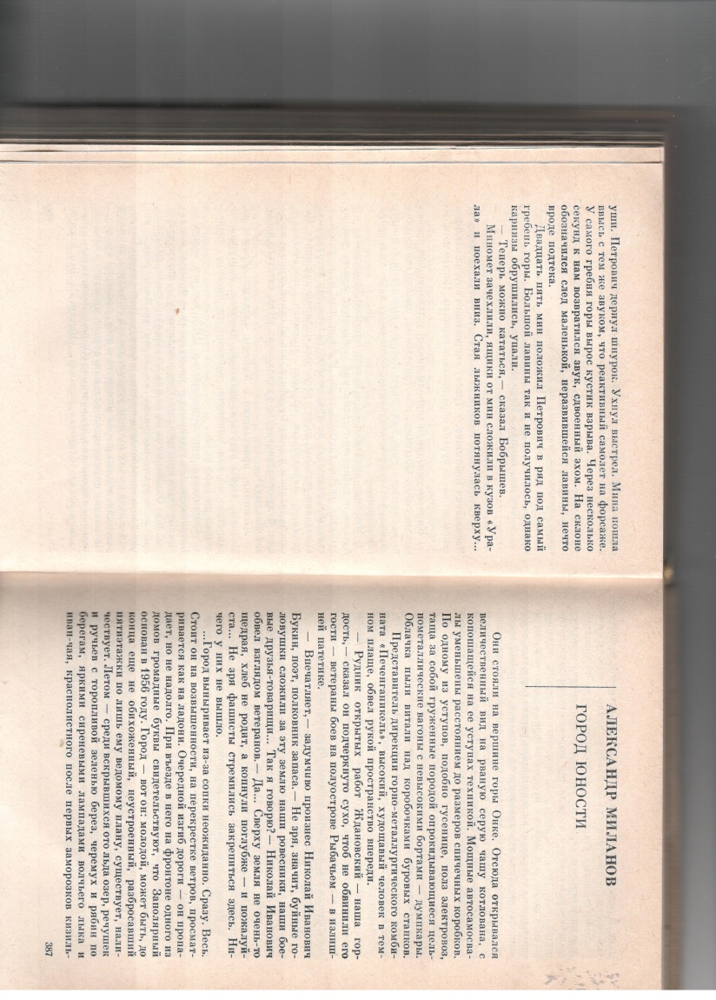 уши. Петрович дернул шнурок. Ухнул выстрел. Мина пошла
ввысь с тем же звуком, что реактивный самолет на форсаже.
У самого гребня горы вырос кустик взрыва. Через несколько
секунд к нам возвратился звук, сдвоенный эхом. На склоне
обозначился след маленькой, неразвившейся лавины, нечто
вроде подтека.
Двадцать пять мин положил Петрович в ряд под самый
гребень горы. Большой лавины так и не получилось, однако
карнизы обрушились, упали.
— Теперь можно кататься,— сказал Бобрышев.
Миномет зачехлили, ящики от мин сложили в кузов «Ура-
ла» и поехали вниз. Стая лыжников потянулась кверху...
АЛЕКСАНДР МИЛАНОВ
ГОРОД ЮНОСТИ
Они стояли на вершине горы Онке. Отсюда открывался
величественный вид на рваную серую чашу котлована, с
копошащейся на ее уступах техникой. Мощные автосамосва-
лы уменьшены расстоянием до размеров спичечных коробков.
По одному из уступов, подобно гусенице, полз электровоз,
таща за собой груженные породой опрокидывающиеся цель-
нометаллические вагоны с невысокими бортами — думпкары.
Облачка пыли витали над коробочками буровых станков.
Представитель дирекции горно-металлургического комби-
ната «Печенганикель», высокий, худощавый человек в тем-
ном плаще, обвел рукой пространство впереди.
— Рудник открытых работ Ждановский — наша гор-
дость,— сказал он подчеркнуто сухо, чтоб не обвинили его
гости — ветераны боев на полуострове Рыбачьем — в излиш-
ней патетике.
— Впечатляет,— задумчиво произнес Николай Иванович
Букин, поэт, полковник запаса.— Не зря, значит, буйные го-
ловушки сложили за эту землю наши ровесники, наши бое-
вые друзья-товарищи... Так я говорю? — Николай Иванович
обвел взглядом ветеранов.— Да... Сверху земля не очень-то
щедрая, хлеб не родит, а копнули поглубже — и пожалуй-
ста... Не зря фашисты стремились закрепиться здесь. Ни-
чего у них не вышло.
...Город выныривает из-за сопки неожиданно. Сразу. Весь.
Стоит он на возвышенности, на перекрестке ветров, просмат-
ривается как на ладони. Очередной изгиб дороги — он пропа-
дает, но не надолго. При въезде в него на фронтоне одного из
домов громадные буквы свидетельствуют, что Заполярный
основан в 1956 году. Город — вот он: молодой, может быть, до
конца еще не обихоженный, неустроенный, разбросавший
пятиэтажки по лишь ему ведомому плану, существует, нали-
чествует. Летом — среди вскрывшихся ото льда озер, речушек
и ручьев с торопливой зеленью берез, черемух и рябин по
берегам, яркими сиреневыми лампадами волчьего лыка и
иван-чая, краснолистного после первых заморозков кизиль-
387